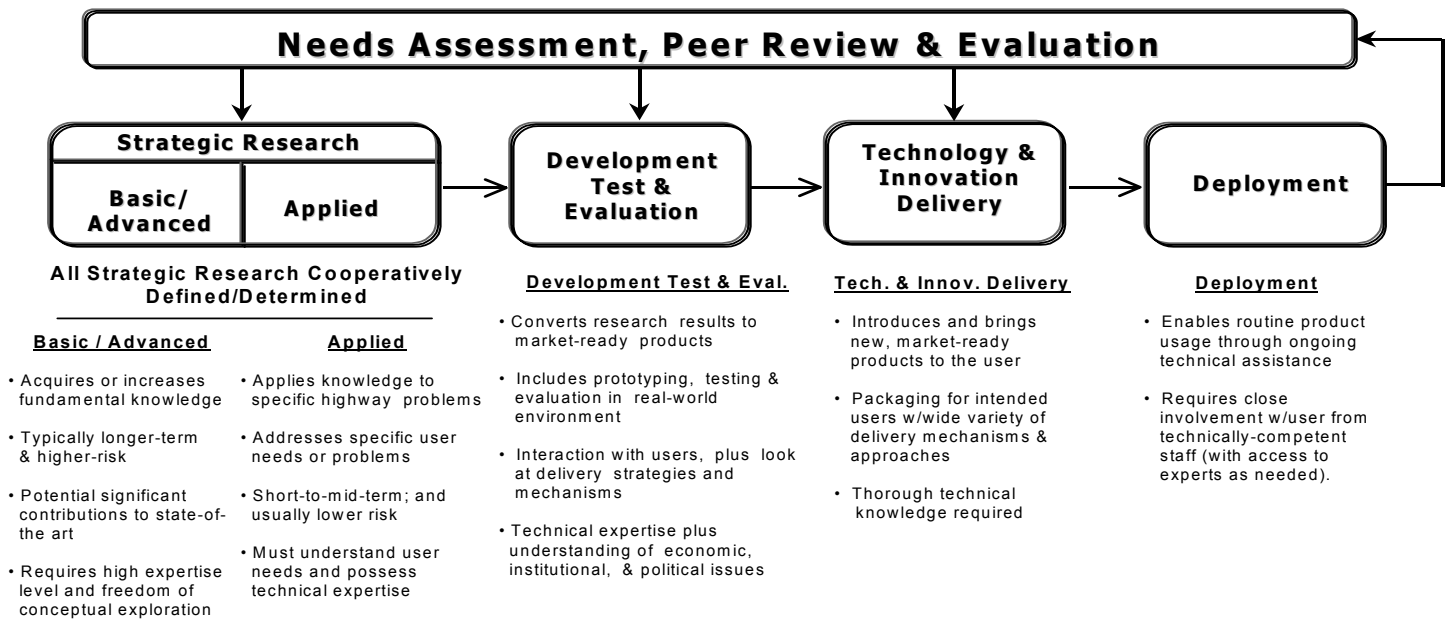 Needs Assessment, Peer Review & Evaluation
Strategic Research
Basic/
Advanced
Applied
Development
Test &
Evaluation
Technology &
Innovation
Delivery
Deployment
All Strategic Research Cooperatively
Defined/Determined
Basic / Advanced
• Acquires or increases
fundamental knowledge
• Typically longer-term
& higher-risk
• Potential significant
contributions to state-of-
the art
• Requires high expertise
level and freedom of
conceptual exploration
Applied
• Applies knowledge to
specific highway problems
• Addresses specific user
needs or problems
• Short-to-mid-term; and
usually lower risk
• Must understand user
needs and possess
technical expertise
Development Test & Eval.
• Converts research results to
market-ready products
• Includes prototyping, testing &
evaluation in real-world
environment
• Interaction with users, plus look
at delivery strategies and
mechanisms
• Technical expertise plus
understanding of economic,
institutional, & political issues
Tech. & Innov. Delivery
• Introduces and brings
new, market-ready
products to the user
• Packaging for intended
users w/wide variety of
delivery mechanisms &
approaches
• Thorough technical
knowledge required
Deployment
• Enables routine product
usage through ongoing
technical assistance
• Requires close
involvement w/user from
technically-competent
staff (with access to
experts as needed).